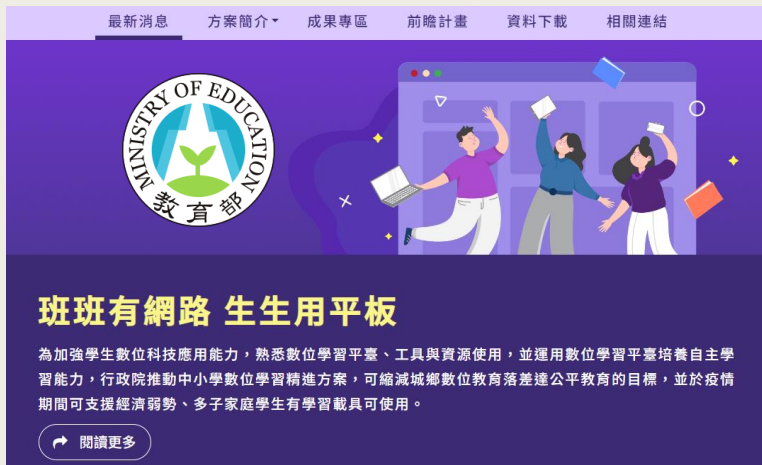 最新消息 方案簡介 成果專區 前瞻計畫 資料下載 相關連結
MINISTRY OF EDUCATION
教育部
班班有網路 生生用平板
為加強學生數位科技應用能力，熟悉數位學習平臺、工具與資源使用，並運用數位學習平臺培養自主學
習能力，行政院推動中小學數位學習精進方案，可縮減城鄉數位教育落差達公平教育的目標，並於疫情
期間可支援經濟弱勢、多子家庭學生有學習載具可使用。
閱讀更多